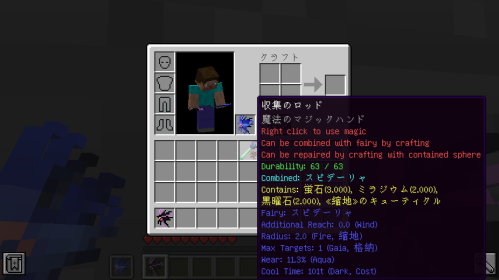 クラフト
収集のロッド
魔法のマジックハンド
Right click to use magic
Can be combined with fairy by crafting
Can be repaired by crafting with contained sphere
Durability: 63 / 63
Combined: スピデーリャ
Contains: 蛍石(3.000), ミラジウム(2.000),
黒曜石(2.000), ≪縮地≫のキューティクル
Fairy: スピデーリャ
Additional Reach: 0.0 (Wind)
Radius: 2.0 (Fire, 縮地)
Max Targets: 1 (Gaia, 格納)
Wear: 11.3% (Aqua)
Cool Time: 101t (Dark, Cost)